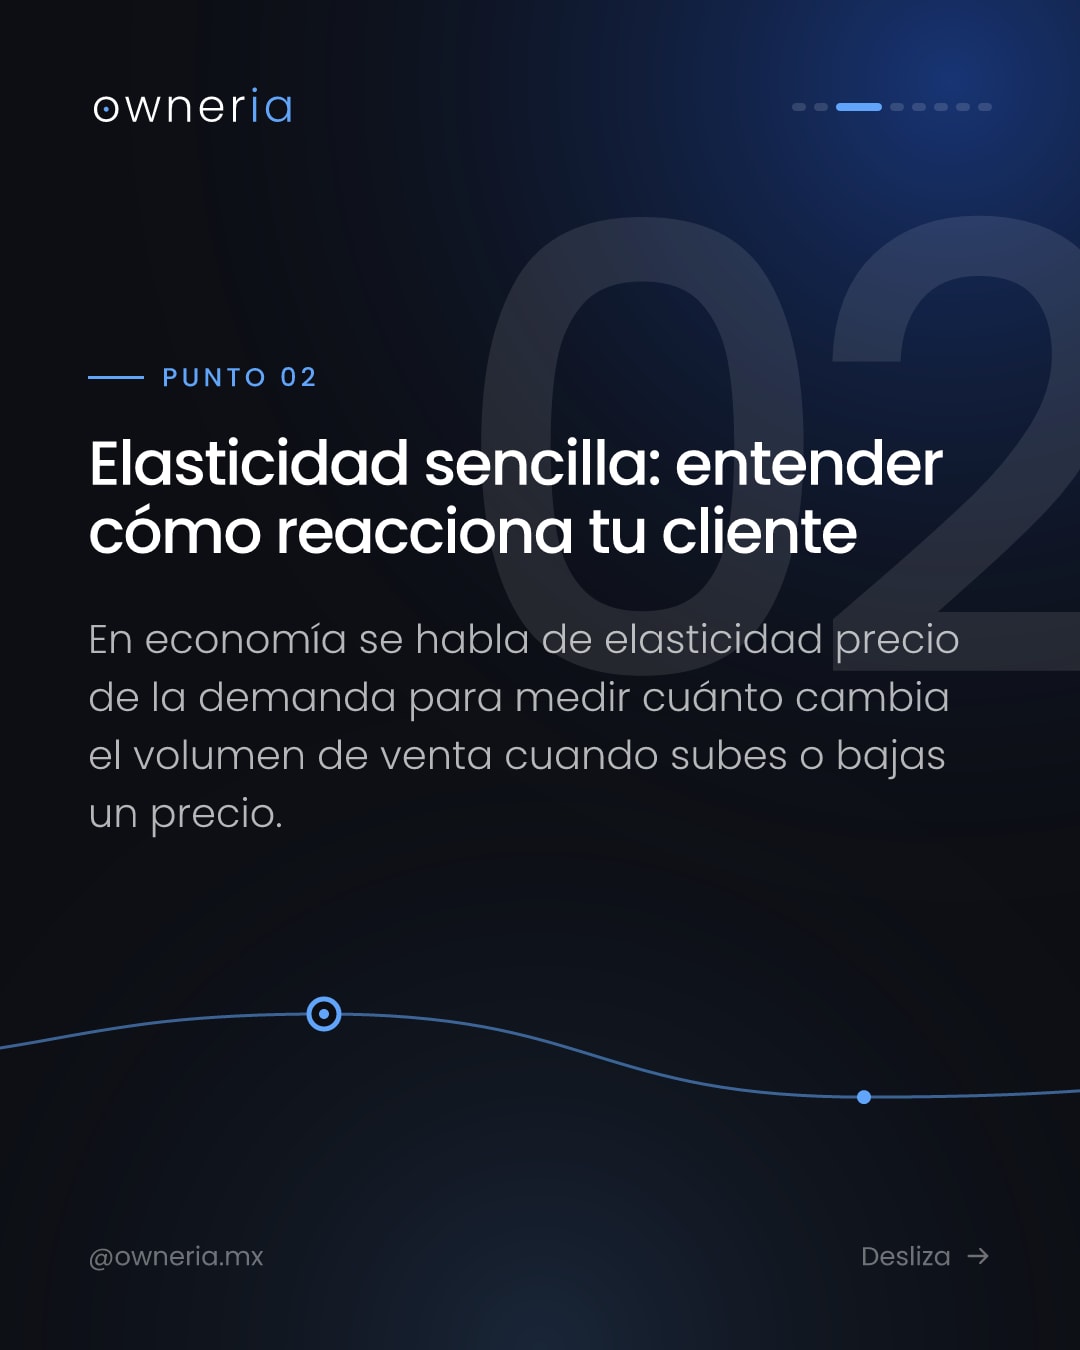 owneria
02
PUNTO 02
Elasticidad sencilla: entender
cómo reacciona tu cliente
En economía se habla de elasticidad precio
de la demanda para medir cuánto cambia
el volumen de venta cuando subes o bajas
un precio.
@owneria.mx
Desliza →